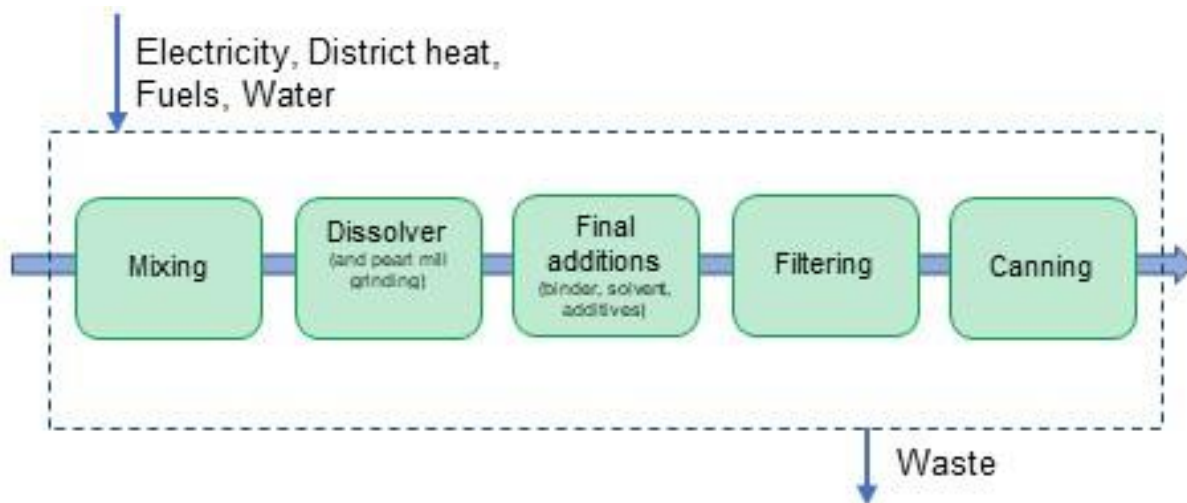 Electricity, District heat,
Fuels, Water
Mixing
Dissolver
(and pearl mill
grinding)
Final
additions
(binder, solvent,
additives)
Filtering
Canning
Waste